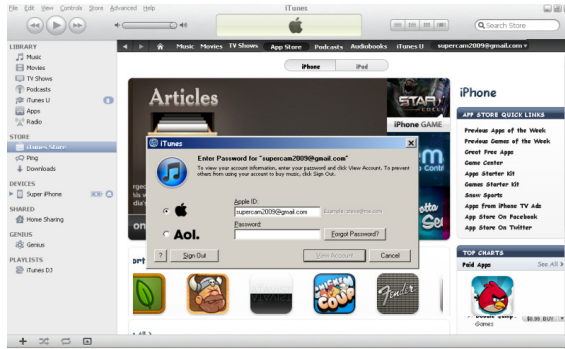 File Edit View Controls Store Advanced Help
iTunes
Search Store
LIBRARY
Music
Movies
TV Shows
Podcasts
iTunes U
Apps
Radio
STORE
iTunes Store
Ping
Downloads
DEVICES
Super iPhone
SHARED
Home Sharing
GENIUS
Genius
PLAYLISTS
iTunes DJ
Music Movies TV Shows App Store Podcasts Audiobooks iTunes U supercam2009@gmail.com
iPhone iPod
Articles
iPhone GAME
iTunes
Enter Password for "supercam2009@gmail.com"
To view your account information, enter your password and click View Account. To prevent
others from using your account to buy music, click Sign Out.
Apple ID:
supercam2009@gmail.com Example: steve@me.com
Aol.
Password:
Forgot Password?
? Sign Out View Account Cancel
CHICKEN
COUP
Fender
iPhone
APP STORE QUICK LINKS
Previous Apps of the Week
Previous Games of the Week
Great Free Apps
Game Center
Apps Starter Kit
Games Starter Kit
Snow Sports
Apps from iPhone TV Ads
App Store On Facebook
App Store On Twitter
TOP CHARTS
Paid Apps See All >
Games
$0.99 BUY